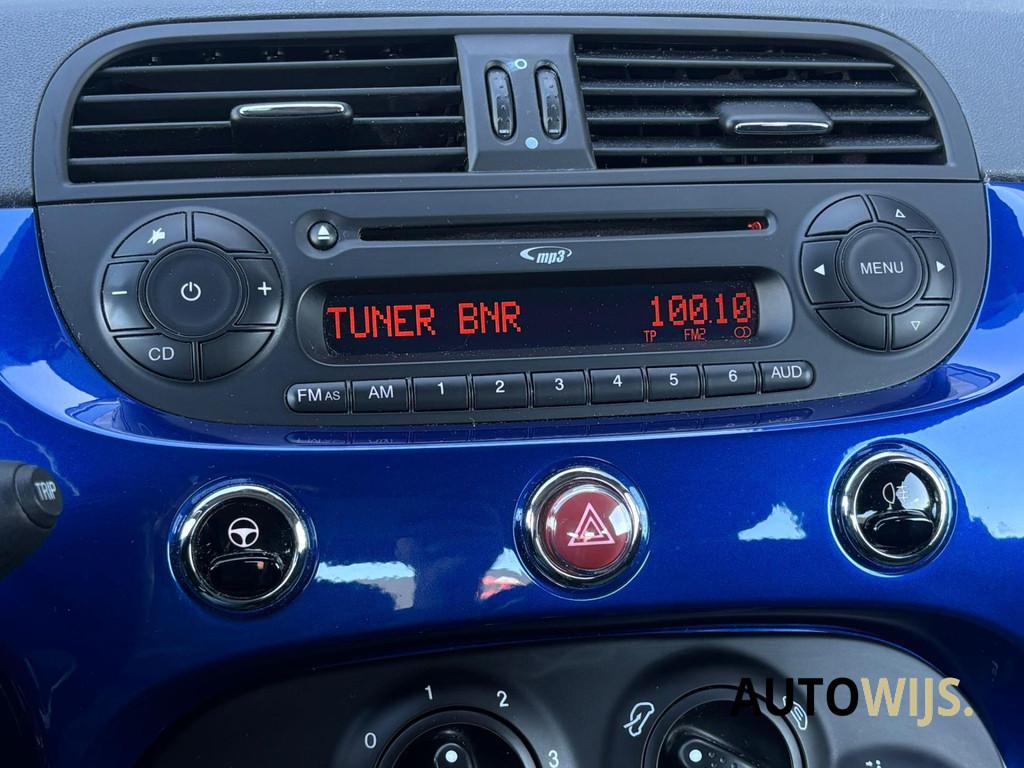 mp3
TUNER BNR 100.10
TP FM2
CD
MENU
FM AS AM 1 2 3 4 5 6 AUD
TRIP
AUTOWIJS.
0 1 2 3